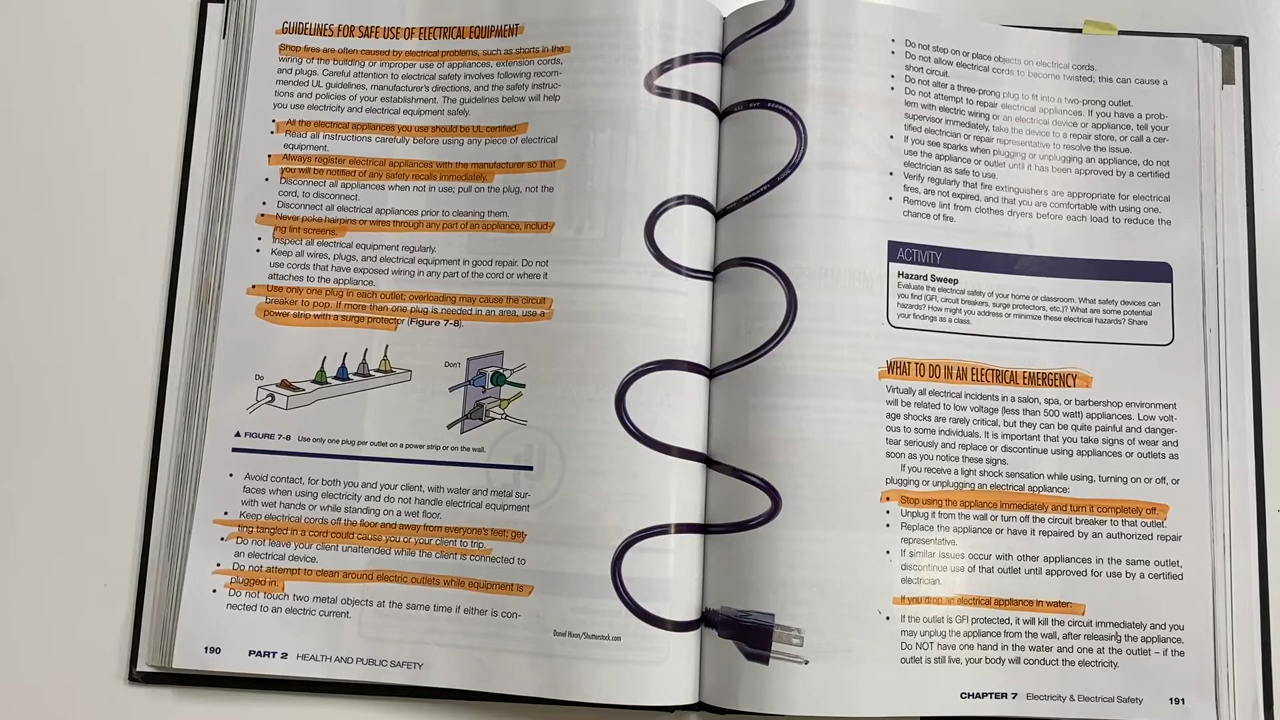 GUIDELINES FOR SAFE USE OF ELECTRICAL EQUIPMENT
Shop fires are often caused by electrical problems, such as shorts in the
wiring of the building or improper use of appliances, extension cords,
and plugs. Careful attention to electrical safety involves following recom-
mended UL guidelines, manufacturer's directions, and the safety instruc-
tions and policies of your establishment. The guidelines below will help
you use electricity and electrical equipment safely.
• All the electrical appliances you use should be UL certified.
• Read all instructions carefully before using any piece of electrical
equipment.
• Always register electrical appliances with the manufacturer so that
you will be notified of any safety recalls immediately.
• Disconnect all appliances when not in use; pull on the plug, not the
cord, to disconnect.
• Disconnect all electrical appliances prior to cleaning them.
• Never poke hairpins or wires through any part of an appliance, includ-
ing lint screens.
• Inspect all electrical equipment regularly.
• Keep all wires, plugs, and electrical equipment in good repair. Do not
use cords that have exposed wiring in any part of the cord or where it
attaches to the appliance.
• Use only one plug in each outlet; overloading may cause the circuit
breaker to pop. If more than one plug is needed in an area, use a
power strip with a surge protector (Figure 7-8).
Do
Don't
▲ FIGURE 7-8 Use only one plug per outlet on a power strip or on the wall.
• Avoid contact, for both you and your client, with water and metal sur-
faces when using electricity and do not handle electrical equipment
with wet hands or while standing on a wet floor.
• Keep electrical cords off the floor and away from everyone's feet; get-
ting tangled in a cord could cause you or your client to trip.
• Do not leave your client unattended while the client is connected to
an electrical device.
• Do not attempt to clean around electric outlets while equipment is
plugged in.
• Do not touch two metal objects at the same time if either is con-
nected to an electric current.
Daniel Hixon/Shutterstock.com
190 PART 2 HEALTH AND PUBLIC SAFETY
• Do not step on or place objects on electrical cords.
• Do not allow electrical cords to become twisted; this can cause a
short circuit.
• Do not alter a three-prong plug to fit into a two-prong outlet.
• Do not attempt to repair electrical appliances. If you have a prob-
lem with electric wiring or an electrical device or appliance, tell your
supervisor immediately, take the device to a repair store, or call a cer-
tified electrician or repair representative to resolve the issue.
• If you see sparks when plugging or unplugging an appliance, do not
use the appliance or outlet until it has been approved by a certified
electrician as safe to use.
• Verify regularly that fire extinguishers are appropriate for electrical
fires, are not expired, and that you are comfortable with using one.
• Remove lint from clothes dryers before each load to reduce the
chance of fire.
ACTIVITY
Hazard Sweep
Evaluate the electrical safety of your home or classroom. What safety devices can
you find (GFI, circuit breakers, surge protectors, etc.)? What are some potential
hazards? How might you address or minimize these electrical hazards? Share
your findings as a class.
WHAT TO DO IN AN ELECTRICAL EMERGENCY
Virtually all electrical incidents in a salon, spa, or barbershop environment
will be related to low voltage (less than 500 watt) appliances. Low volt-
age shocks are rarely critical, but they can be quite painful and danger-
ous to some individuals. It is important that you take signs of wear and
tear seriously and replace or discontinue using appliances or outlets as
soon as you notice these signs.
If you receive a light shock sensation while using, turning on or off, or
plugging or unplugging an electrical appliance:
• Stop using the appliance immediately and turn it completely off.
• Unplug it from the wall or turn off the circuit breaker to that outlet.
• Replace the appliance or have it repaired by an authorized repair
representative.
• If similar issues occur with other appliances in the same outlet,
discontinue use of that outlet until approved for use by a certified
electrician.
If you drop an electrical appliance in water:
• If the outlet is GFI protected, it will kill the circuit immediately and you
may unplug the appliance from the wall, after releasing the appliance.
Do NOT have one hand in the water and one at the outlet – if the
outlet is still live, your body will conduct the electricity.
CHAPTER 7 Electricity & Electrical Safety 191